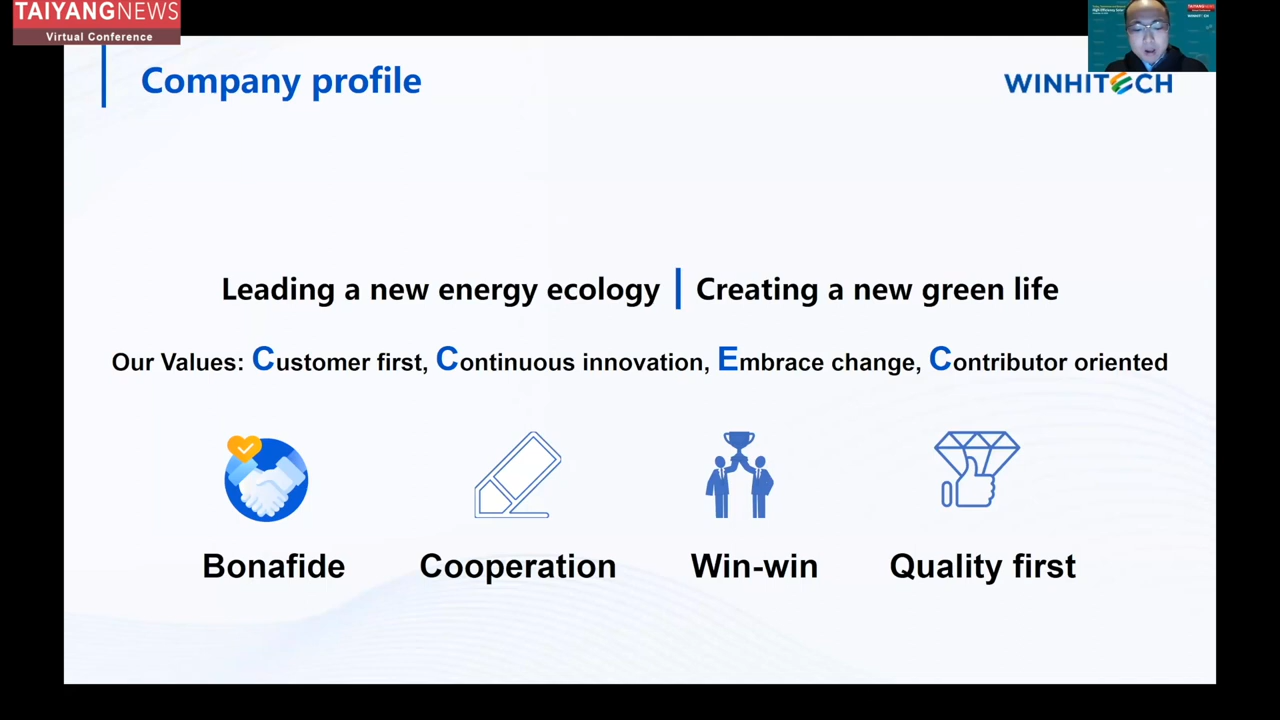 TAIYANGNEWS
Virtual Conference
Company profile
WINHITECH
Leading a new energy ecology | Creating a new green life
Our Values: Customer first, Continuous innovation, Embrace change, Contributor oriented
Bonafide
Cooperation
Win-win
Quality first